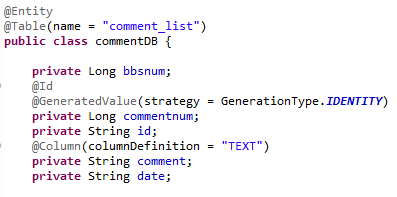 @Entity
@Table(name = "comment_list")
public class commentDB {
private Long bbsnum;
@Id
@GeneratedValue(strategy = GenerationType.IDENTITY)
private Long commentnum;
private String id;
@Column(columnDefinition = "TEXT")
private String comment;
private String date;